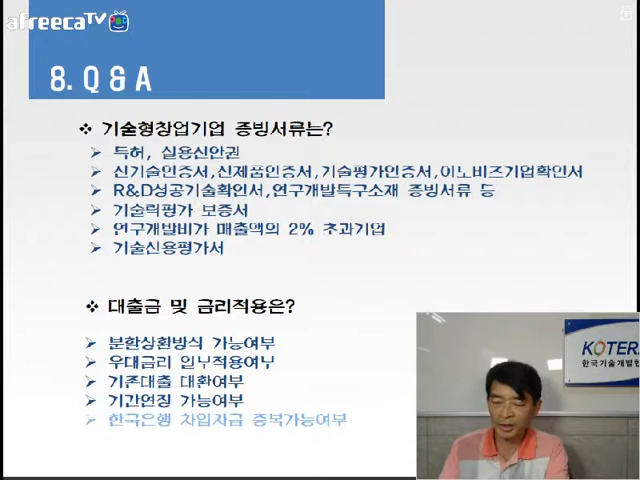 afreecaTV
8. Q & A
❖ 기술형창업기업 증빙서류는?
➢ 특허, 실용신안권
➢ 신기술인증서,신제품인증서,기술평가인증서,이노비즈기업확인서
➢ R&D성공기술확인서,연구개발특구소재 증빙서류 등
➢ 기술력평가 보증서
➢ 연구개발비가 매출액의 2% 초과기업
➢ 기술신용평가서
❖ 대출금 및 금리적용은?
➢ 분할상환방식 가능여부
➢ 우대금리 일부적용여부
➢ 기존대출 대환여부
➢ 기간연장 가능여부
➢ 한국은행 차입자금 중복가능여부
KOTER
한국기술개발협